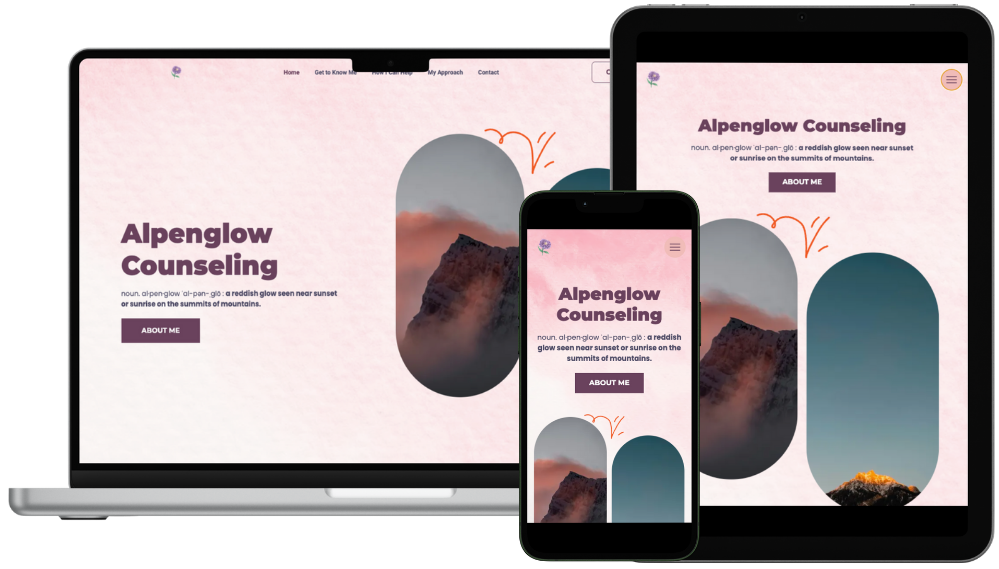 Home Get to Know Me How I Can Help My Approach Contact
Alpenglow
Counseling
noun. al·pen·glow ˈal-pən-ˌglō : a reddish glow seen near sunset
or sunrise on the summits of mountains.
ABOUT ME
Alpenglow
Counseling
noun. al·pen·glow ˈal-pən-ˌglō : a reddish
glow seen near sunset or sunrise on the
summits of mountains.
ABOUT ME
Alpenglow Counseling
noun. al·pen·glow ˈal-pən-ˌglō : a reddish glow seen near sunset
or sunrise on the summits of mountains.
ABOUT ME